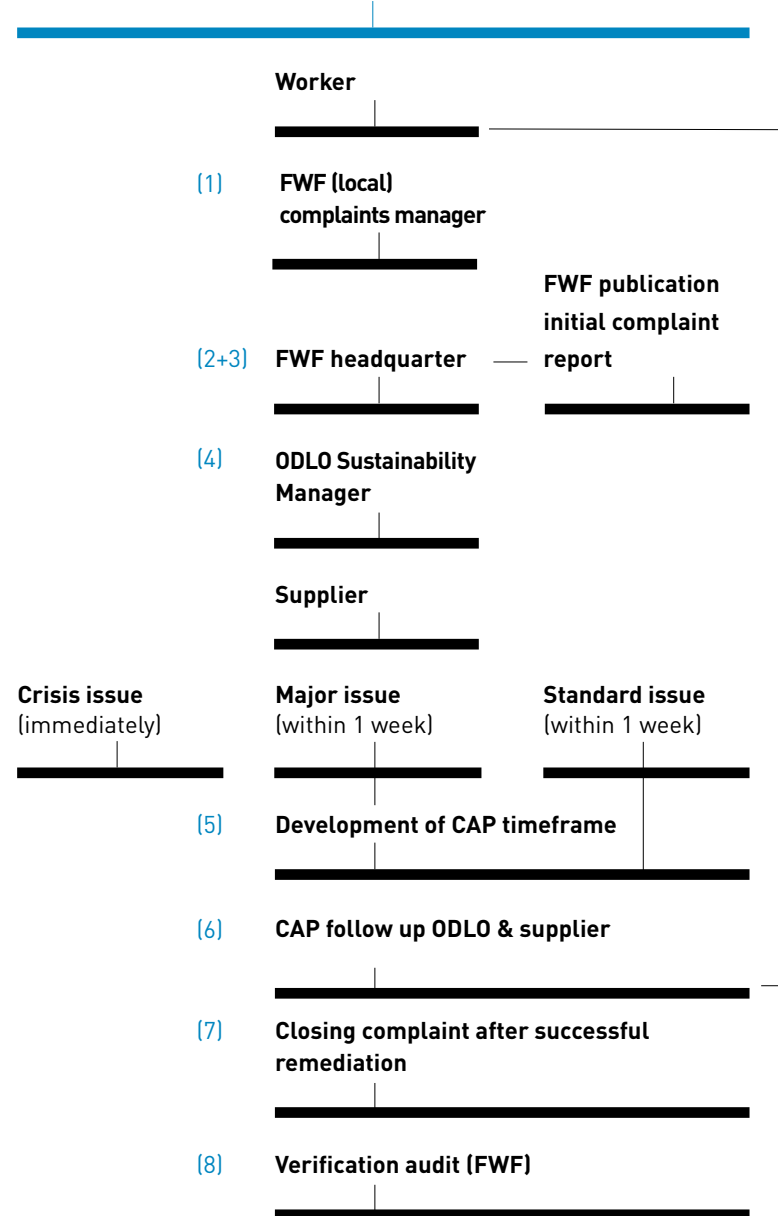 Worker
(1) FWF (local)
complaints manager
FWF publication
initial complaint
(2+3) FWF headquarter report
(4) ODLO Sustainability
Manager
Supplier
Crisis issue Major issue Standard issue
(immediately) (within 1 week) (within 1 week)
(5) Development of CAP timeframe
(6) CAP follow up ODLO & supplier
(7) Closing complaint after successful
remediation
(8) Verification audit (FWF)